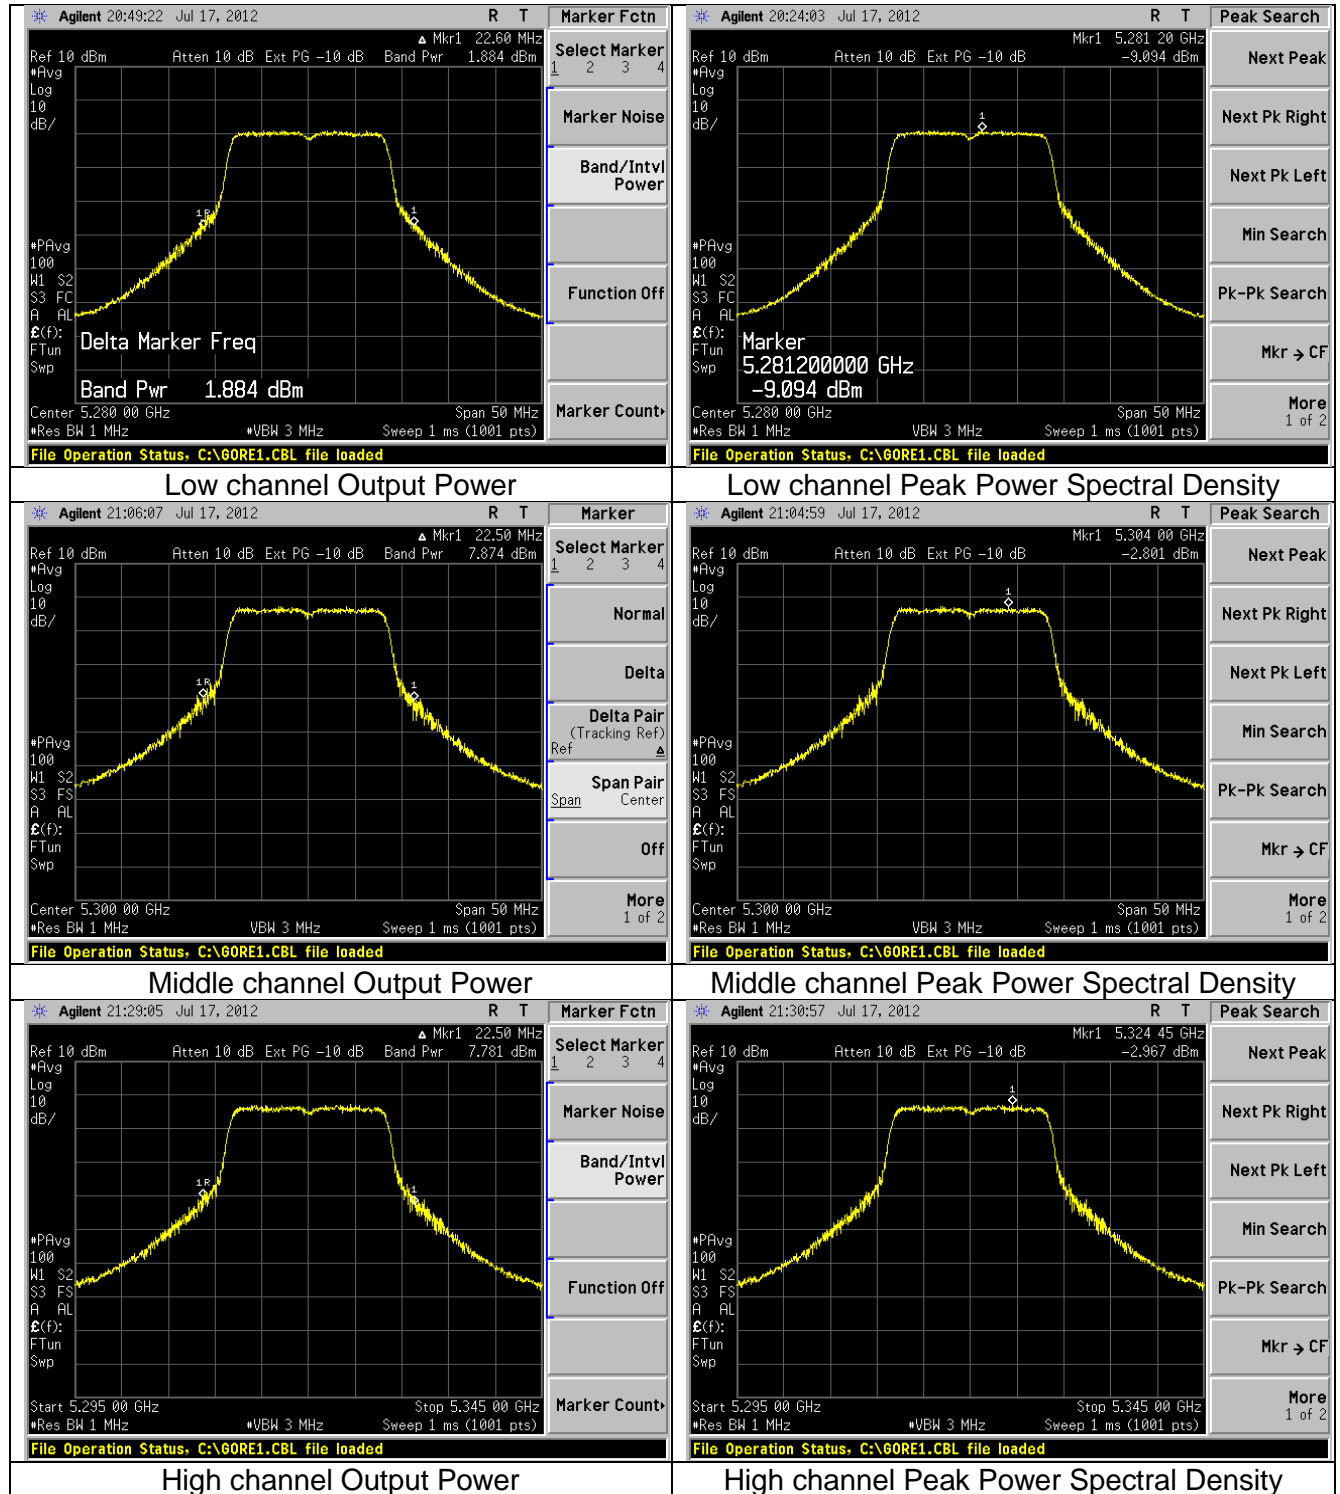 Agilent 20:49:22 Jul 17, 2012 R T
Marker Fctn
Δ Mkr1 22.60 MHz
Ref 10 dBm Atten 10 dB Ext PG -10 dB Band Pwr 1.884 dBm
#Avg
Log
10
dB/
1R
1
#PAvg
100
W1 S2
S3 FC
A AA
£(f):
FTun
Swp
Delta Marker Freq
Band Pwr 1.884 dBm
Center 5.280 00 GHz Span 50 MHz
#Res BW 1 MHz #VBW 3 MHz Sweep 1 ms (1001 pts)
File Operation Status, C:\GORE1.CBL file loaded
Select Marker
1 2 3 4
Marker Noise
Band/Intvl
Power
Function Off
Marker Count
Low channel Output Power
Agilent 20:24:03 Jul 17, 2012 R T
Peak Search
Mkr1 5.281 20 GHz
Ref 10 dBm Atten 10 dB Ext PG -10 dB -9.094 dBm
#Avg
Log
10
dB/
1
#PAvg
100
W1 S2
S3 FC
A AL
£(f):
FTun
Swp
Marker
5.281200000 GHz
-9.094 dBm
Center 5.280 00 GHz Span 50 MHz
#Res BW 1 MHz VBW 3 MHz Sweep 1 ms (1001 pts)
File Operation Status, C:\GORE1.CBL file loaded
Next Peak
Next Pk Right
Next Pk Left
Min Search
Pk-Pk Search
Mkr → CF
More
1 of 2
Low channel Peak Power Spectral Density
Agilent 21:06:07 Jul 17, 2012 R T
Marker
Δ Mkr1 22.50 MHz
Ref 10 dBm Atten 10 dB Ext PG -10 dB Band Pwr 7.874 dBm
#Avg
Log
10
dB/
1R
1
#PAvg
100
W1 S2
S3 FS
A AL
£(f):
FTun
Swp
Center 5.300 00 GHz Span 50 MHz
#Res BW 1 MHz VBW 3 MHz Sweep 1 ms (1001 pts)
File Operation Status, C:\GORE1.CBL file loaded
Select Marker
1 2 3 4
Normal
Delta
Delta Pair
(Tracking Ref)
Ref Δ
Span Pair
Span Center
Off
More
1 of 2
Middle channel Output Power
Agilent 21:04:59 Jul 17, 2012 R T
Peak Search
Mkr1 5.304 00 GHz
Ref 10 dBm Atten 10 dB Ext PG -10 dB -2.801 dBm
#Avg
Log
10
dB/
1
#PAvg
100
W1 S2
S3 FS
A AL
£(f):
FTun
Swp
Center 5.300 00 GHz Span 50 MHz
#Res BW 1 MHz VBW 3 MHz Sweep 1 ms (1001 pts)
File Operation Status, C:\GORE1.CBL file loaded
Next Peak
Next Pk Right
Next Pk Left
Min Search
Pk-Pk Search
Mkr → CF
More
1 of 2
Middle channel Peak Power Spectral Density
Agilent 21:29:05 Jul 17, 2012 R T
Marker Fctn
Δ Mkr1 22.50 MHz
Ref 10 dBm Atten 10 dB Ext PG -10 dB Band Pwr 7.781 dBm
#Avg
Log
10
dB/
1R
1
#PAvg
100
W1 S2
S3 FS
A AL
£(f):
FTun
Swp
Start 5.295 00 GHz Stop 5.345 00 GHz
#Res BW 1 MHz #VBW 3 MHz Sweep 1 ms (1001 pts)
File Operation Status, C:\GORE1.CBL file loaded
Select Marker
1 2 3 4
Marker Noise
Band/Intvl
Power
Function Off
Marker Count
High channel Output Power
Agilent 21:30:57 Jul 17, 2012 R T
Peak Search
Mkr1 5.324 45 GHz
Ref 10 dBm Atten 10 dB Ext PG -10 dB -2.967 dBm
#Avg
Log
10
dB/
1
#PAvg
100
W1 S2
S3 FS
A AL
£(f):
FTun
Swp
Start 5.295 00 GHz Stop 5.345 00 GHz
#Res BW 1 MHz #VBW 3 MHz Sweep 1 ms (1001 pts)
File Operation Status, C:\GORE1.CBL file loaded
Next Peak
Next Pk Right
Next Pk Left
Min Search
Pk-Pk Search
Mkr → CF
More
1 of 2
High channel Peak Power Spectral Density